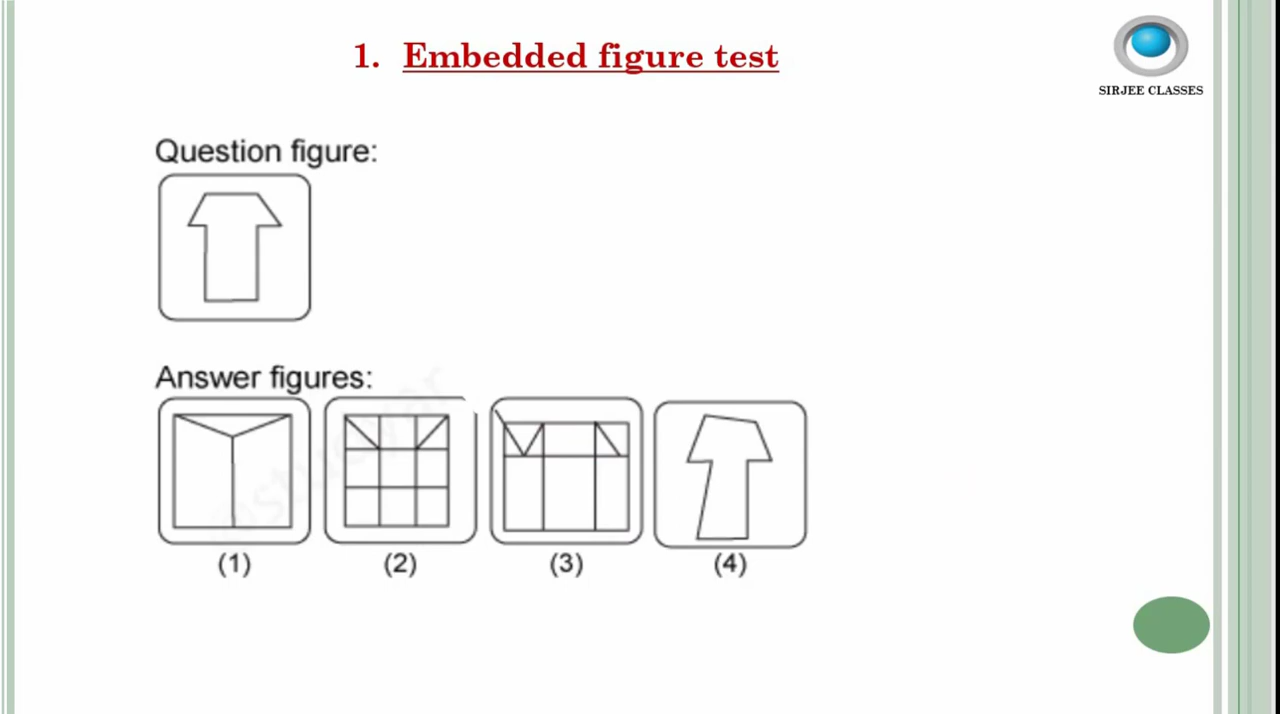 1. Embedded figure test
SIRJEE CLASSES
Question figure:
Answer figures:
(1) (2) (3) (4)